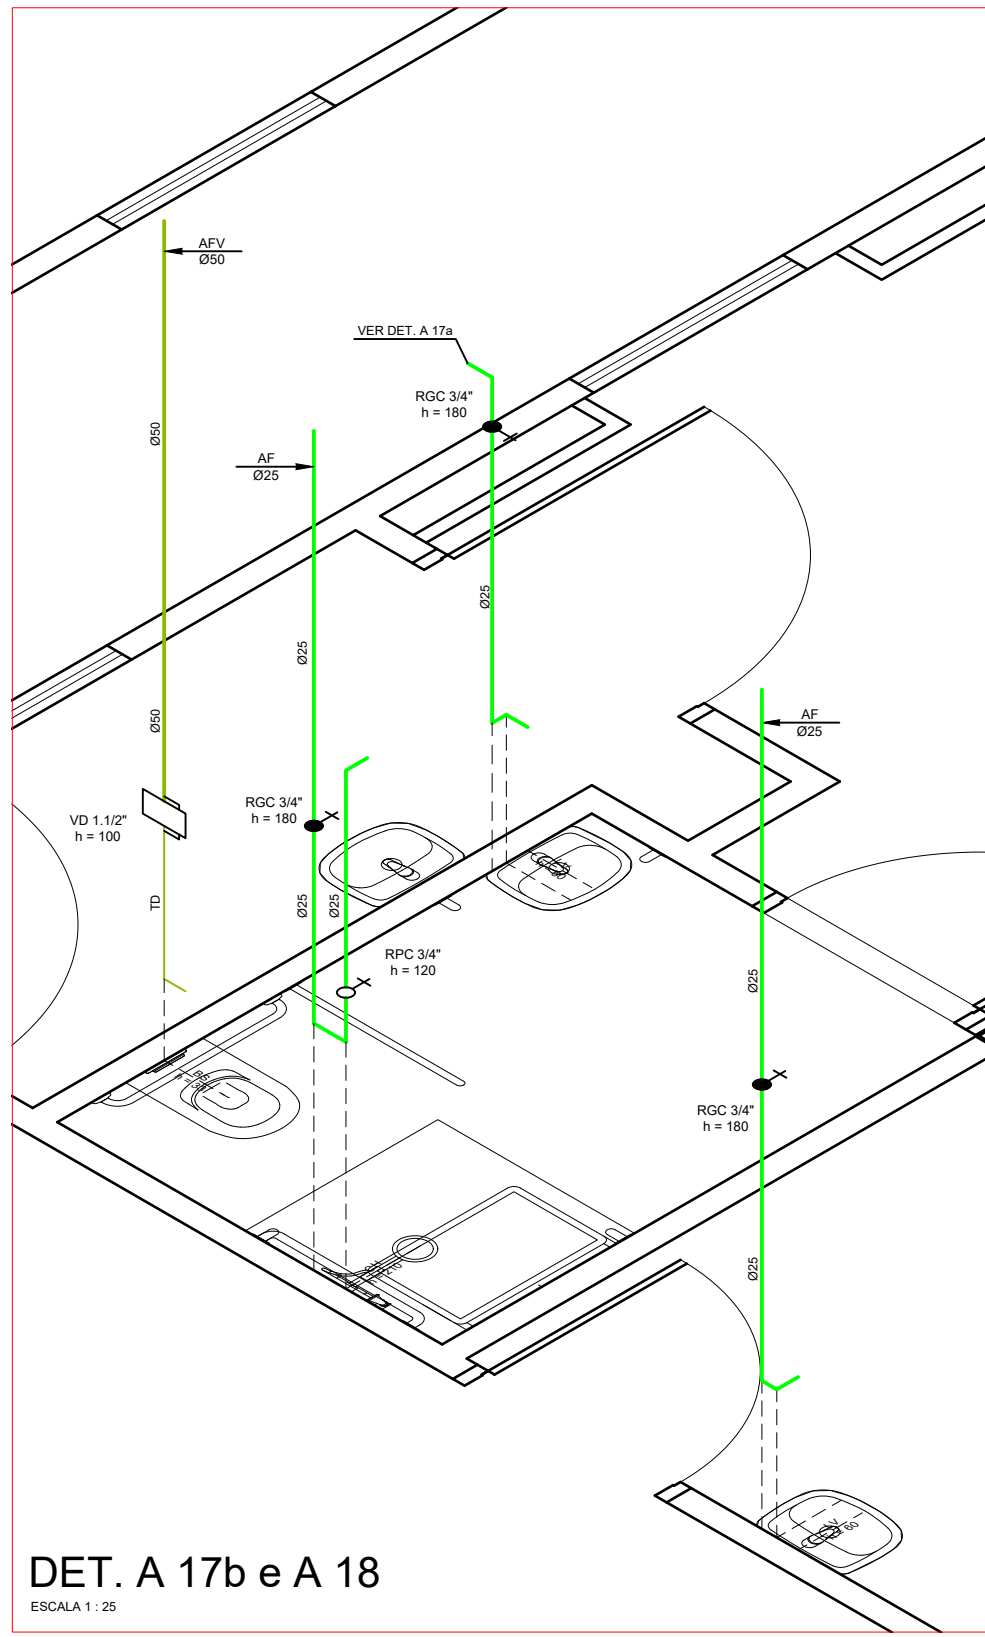 AFV
Ø50
VER DET. A 17a
RGC 3/4"
h = 180
Ø50
AF
Ø25
Ø25
Ø25
Ø50
AF
Ø25
VD 1.1/2"
h = 100
RGC 3/4"
h = 180
TD
Ø25
Ø25
RPC 3/4"
h = 120
Ø25
RGC 3/4"
h = 180
Ø25
DET. A 17b e A 18
ESCALA 1 : 25